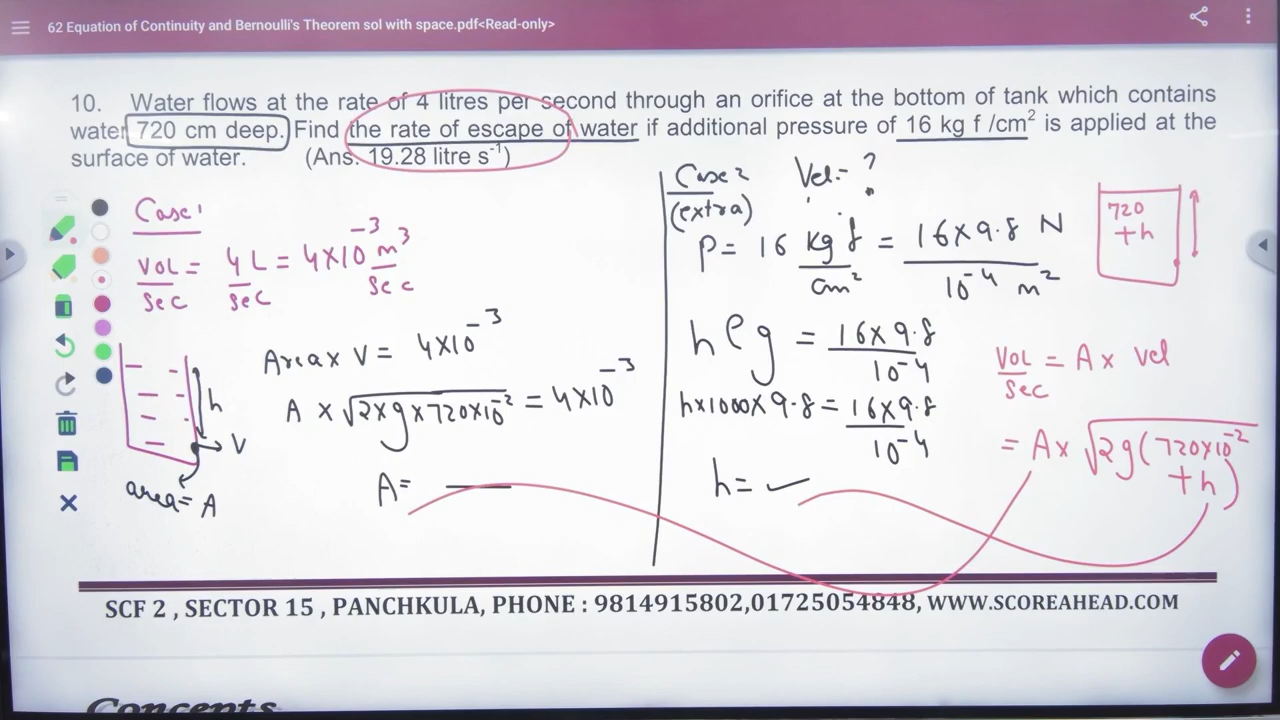 62 Equation of Continuity and Bernoulli's Theorem sol with space.pdf<Read-only>
10. Water flows at the rate of 4 litres per second through an orifice at the bottom of tank which contains
water 720 cm deep. Find the rate of escape of water if additional pressure of 16 kg f /cm² is applied at the
surface of water. (Ans. 19.28 litre s⁻¹)
Case 1
Vol/Sec = 4 L/Sec = 4×10⁻³ m³/Sec
Area × V = 4×10⁻³
A × √(2×g×720×10⁻²) = 4×10⁻³
h
V
area = A
A = ___
Case 2 Vel = ?
(extra)
P = 16 kg f/cm² = 16×9.8 N/10⁻⁴ m²
hρg = 16×9.8/10⁻⁴
h×1000×9.8 = 16×9.8/10⁻⁴
h = ✓
720
+h
Vol/Sec = A × Vel
= A× √(2g(720×10⁻²
+h)
SCF 2 , SECTOR 15 , PANCHKULA, PHONE : 9814915802,01725054848, WWW.SCOREAHEAD.COM
Concepts